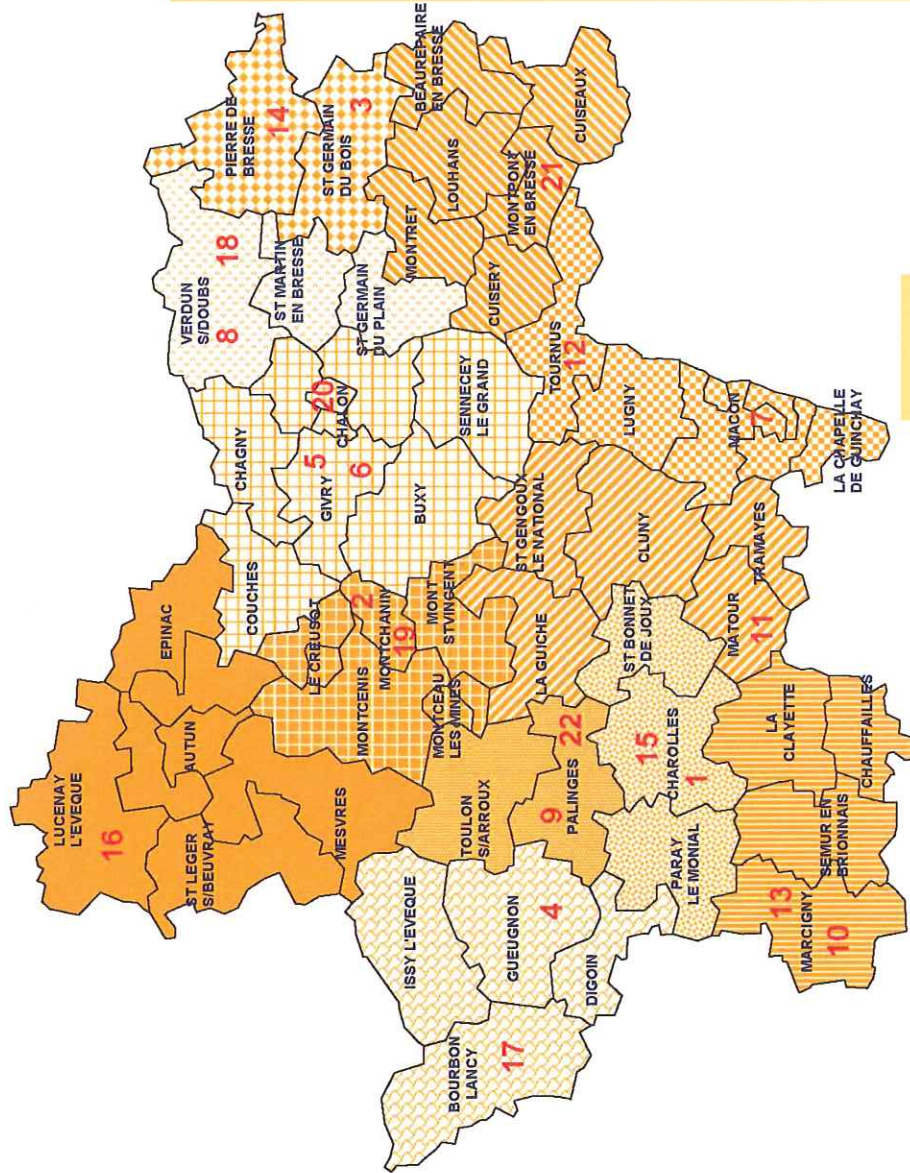 LUCENAY
L'EVEQUE
16
EPINAC
AUTUN
ST LEGER
S/BEUVRAY
MESVRES
COUCHES
CHAGNY
VERDUN
S/DOUBS
8
18
PIERRE DE
BRESSE
14
ST MARTIN
EN BRESSE
ST GERMAIN
DU BOIS
3
GIVRY
5
6
20
CHALON
ST GERMAIN
DU PLAIN
MONTRET
LOUHANS
BEAUREPAIRE
EN BRESSE
LE CREUSOT
MONTCHANIN
2
19
MONTCENIS
MONT
STVINCENT
MONTCEAU
LES MINES
BUXY
SENNECEY
LE GRAND
CUISERY
MONTPONT
EN BRESSE
21
CUISEAUX
ISSY L'EVEQUE
TOULON
S/ARROUX
BOURBON
LANCY
17
GUEUGNON
4
9
PALINGES
22
LA GUICHE
ST GENGOUX
LE NATIONAL
TOURNUS
12
DIGOIN
PARAY
LE MONIAL
15
CHAROLLES
1
ST BONNET
DE JOUX
CLUNY
LUGNY
MACON
7
MATOUR
11
TRAMAYES
LA CHAPELLE
DE GUINCHAY
MARCIGNY
13
10
SEMUR EN
BRIONNAIS
LA
CLAYETTE
CHAUFFAILLES